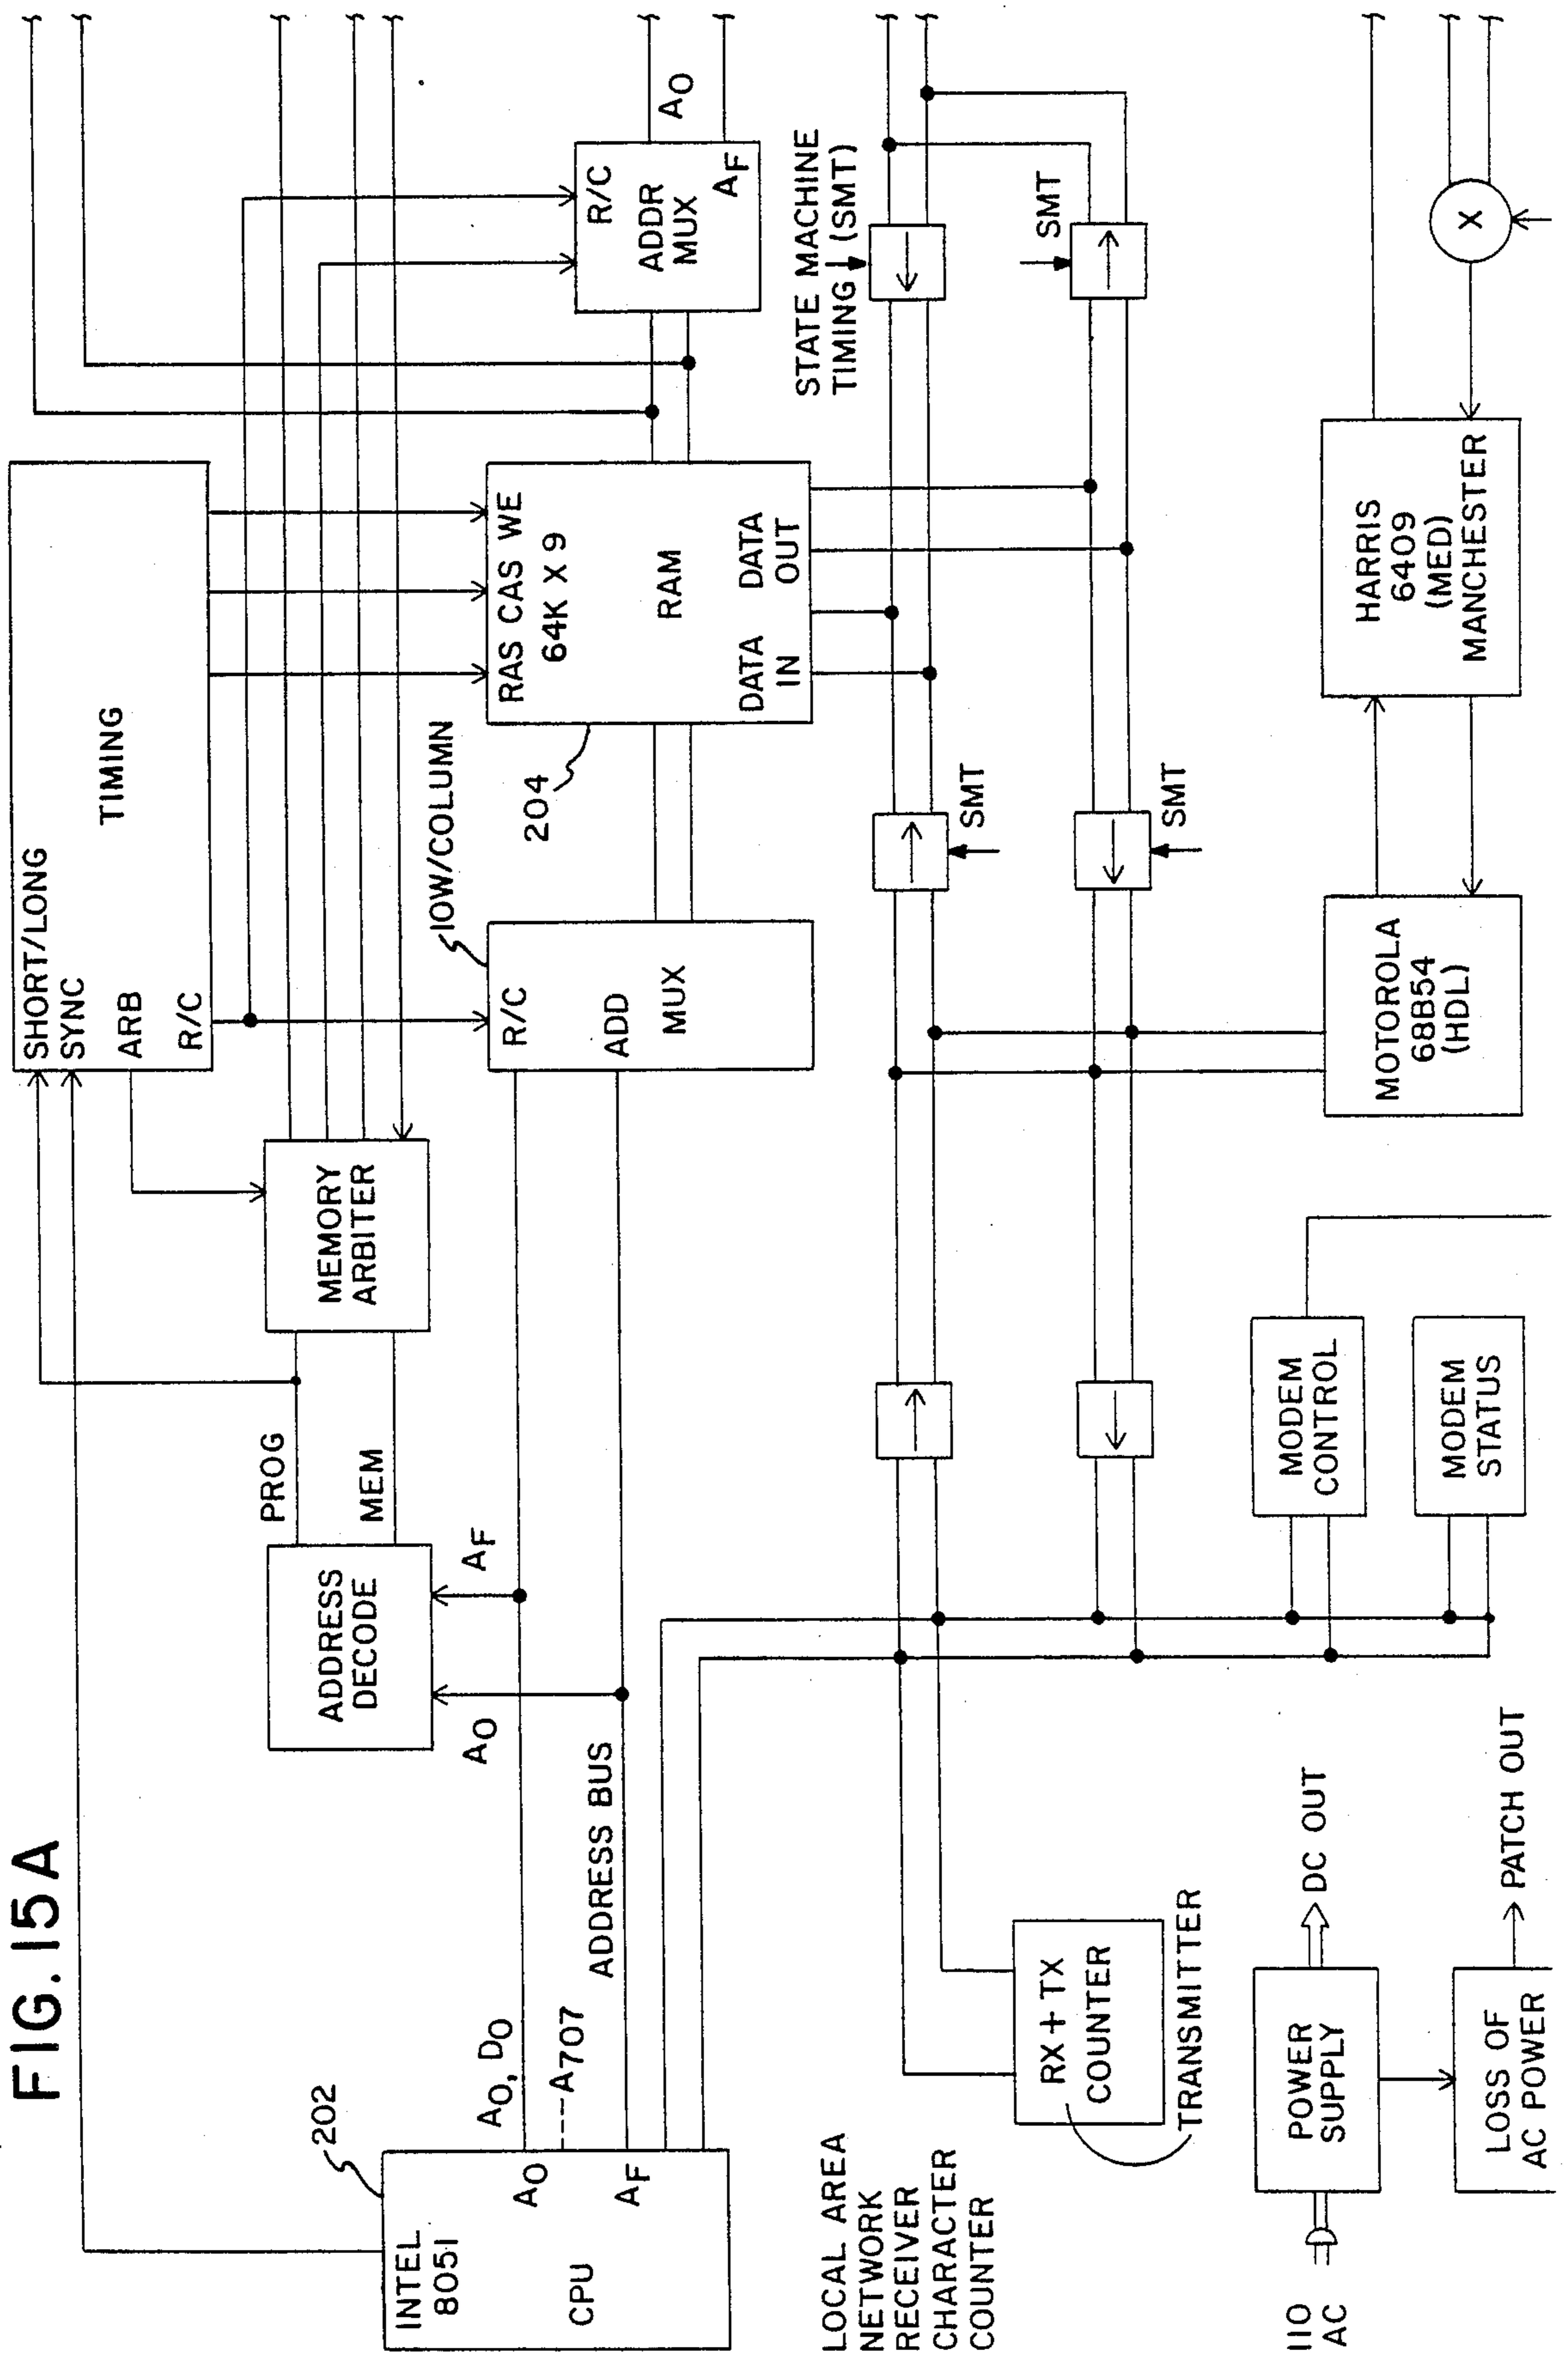 FIG. 15A
SHORT/LONG
SYNC
TIMING
ARB
R/C
PROG
MEM
MEMORY
ARBITER
ADDRESS
DECODE
A0
AF
202
INTEL
8051
CPU
A0
AF
A0, D0
A707
ADDRESS BUS
10W/COLUMN
R/C
ADD
MUX
204
RAS CAS WE
64K X 9
RAM
DATA
IN
DATA
OUT
R/C
ADDR
MUX
AF
A0
STATE MACHINE
TIMING (SMT)
SMT
SMT
SMT
LOCAL AREA
NETWORK
RECEIVER
CHARACTER
COUNTER
RX + TX
COUNTER
TRANSMITTER
MODEM
CONTROL
MODEM
STATUS
MOTOROLA
68B54
(HDL)
HARRIS
6409
(MED)
MANCHESTER
X
110
AC
POWER
SUPPLY
DC OUT
LOSS OF
AC POWER
PATCH OUT